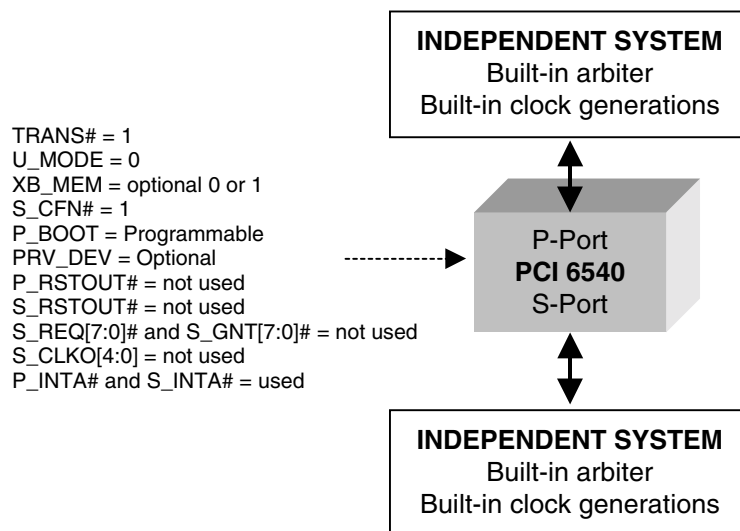 INDEPENDENT SYSTEM
Built-in arbiter
Built-in clock generations
TRANS# = 1
U_MODE = 0
XB_MEM = optional 0 or 1
S_CFN# = 1
P_BOOT = Programmable
PRV_DEV = Optional
P_RSTOUT# = not used
S_RSTOUT# = not used
S_REQ[7:0]# and S_GNT[7:0]# = not used
S_CLKO[4:0] = not used
P_INTA# and S_INTA# = used
P-Port
PCI 6540
S-Port
INDEPENDENT SYSTEM
Built-in arbiter
Built-in clock generations